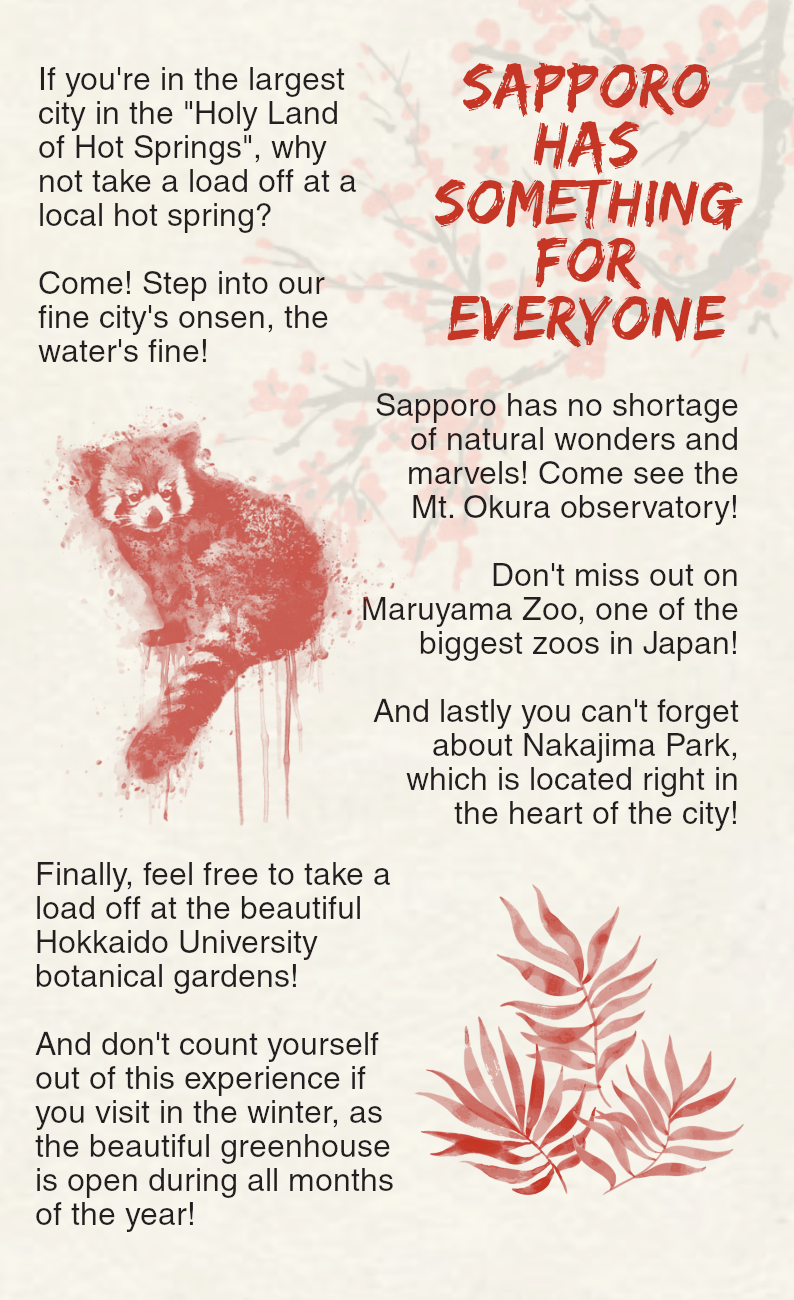 If you're in the largest
city in the "Holy Land
of Hot Springs", why
not take a load off at a
local hot spring?
Come! Step into our
fine city's onsen, the
water's fine!
SAPPORO
HAS
SOMETHING
FOR
EVERYONE
Sapporo has no shortage
of natural wonders and
marvels! Come see the
Mt. Okura observatory!
Don't miss out on
Maruyama Zoo, one of the
biggest zoos in Japan!
And lastly you can't forget
about Nakajima Park,
which is located right in
the heart of the city!
Finally, feel free to take a
load off at the beautiful
Hokkaido University
botanical gardens!
And don't count yourself
out of this experience if
you visit in the winter, as
the beautiful greenhouse
is open during all months
of the year!